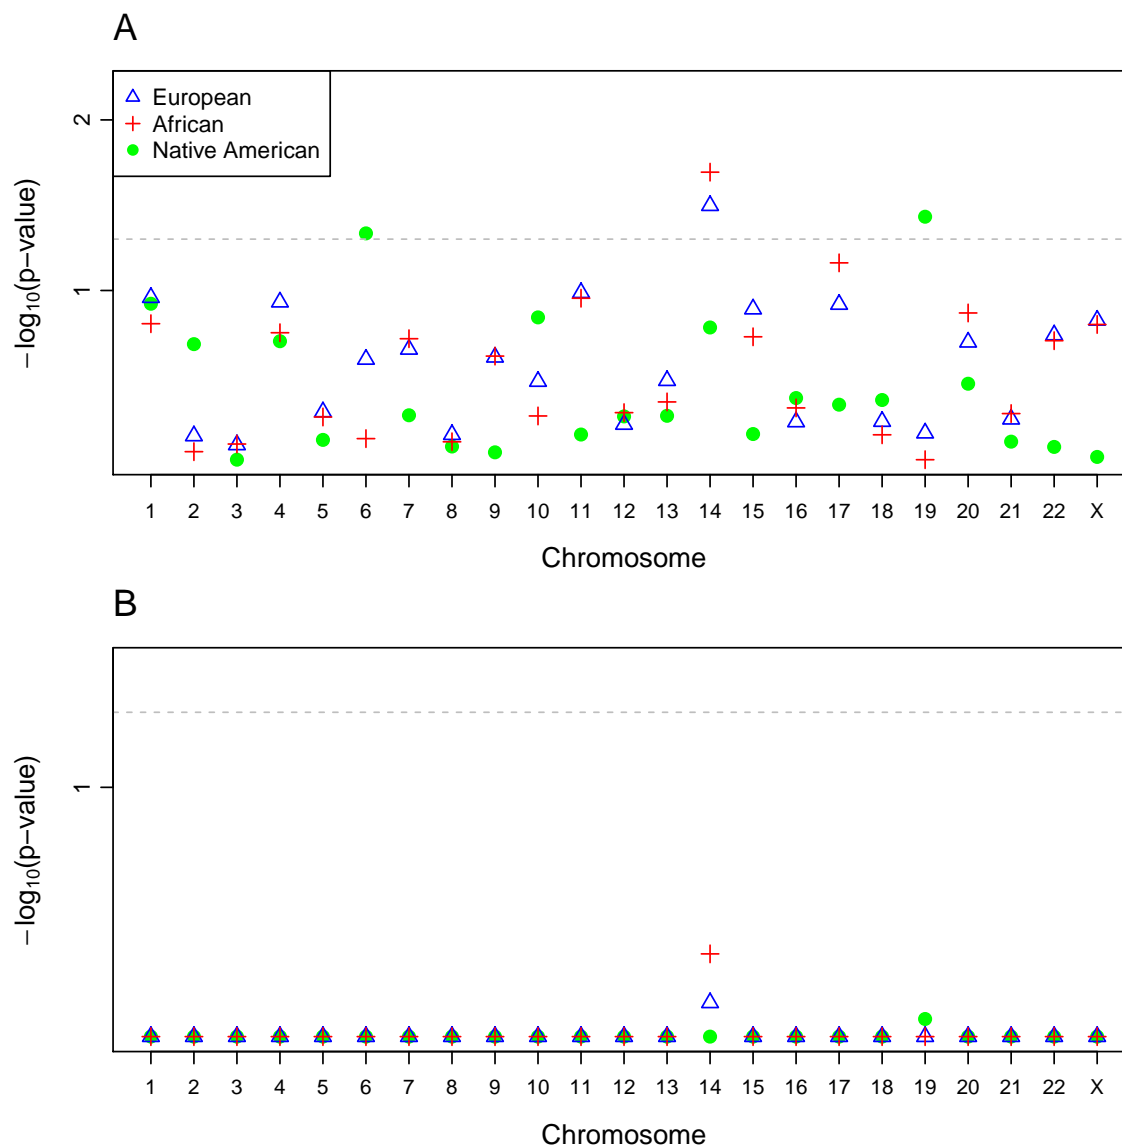 A
European
African
Native American
2
1
−log10(p−value)
1 2 3 4 5 6 7 8 9 10 11 12 13 14 15 16 17 18 19 20 21 22 X
Chromosome
B
1
−log10(p−value)
1 2 3 4 5 6 7 8 9 10 11 12 13 14 15 16 17 18 19 20 21 22 X
Chromosome